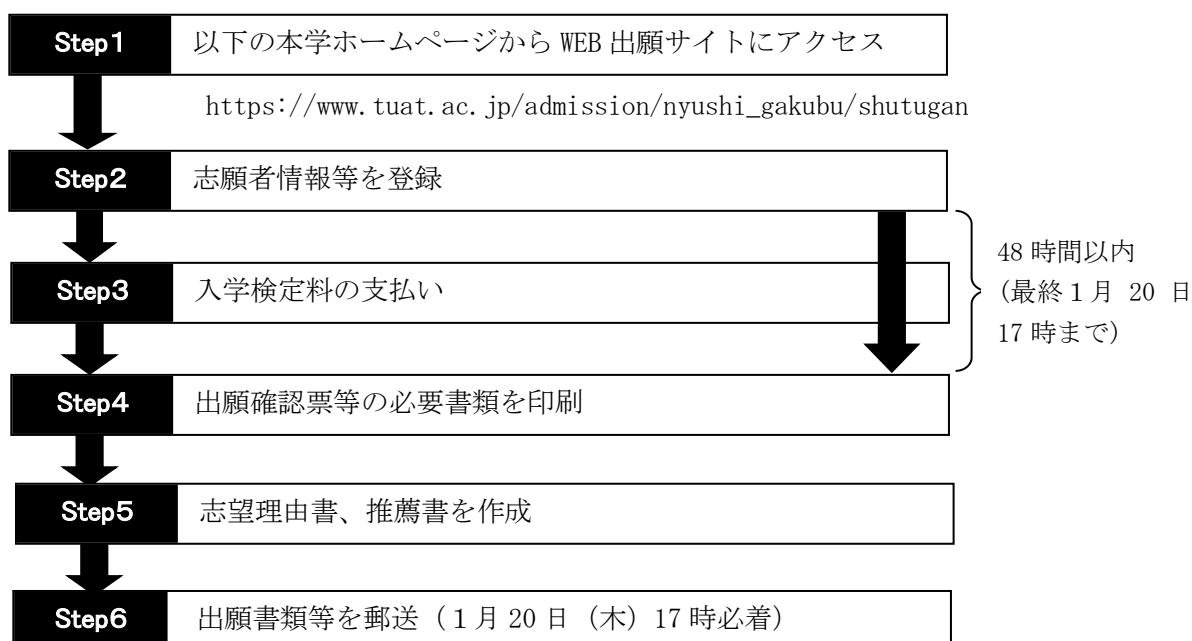 Step1 以下の本学ホームページから WEB 出願サイトにアクセス
https://www.tuat.ac.jp/admission/nyushi_gakubu/shutugan
Step2 志願者情報等を登録
48 時間以内
(最終１月 20 日
17 時まで)
Step3 入学検定料の支払い
Step4 出願確認票等の必要書類を印刷
Step5 志望理由書、推薦書を作成
Step6 出願書類等を郵送（１月 20 日（木）17 時必着）